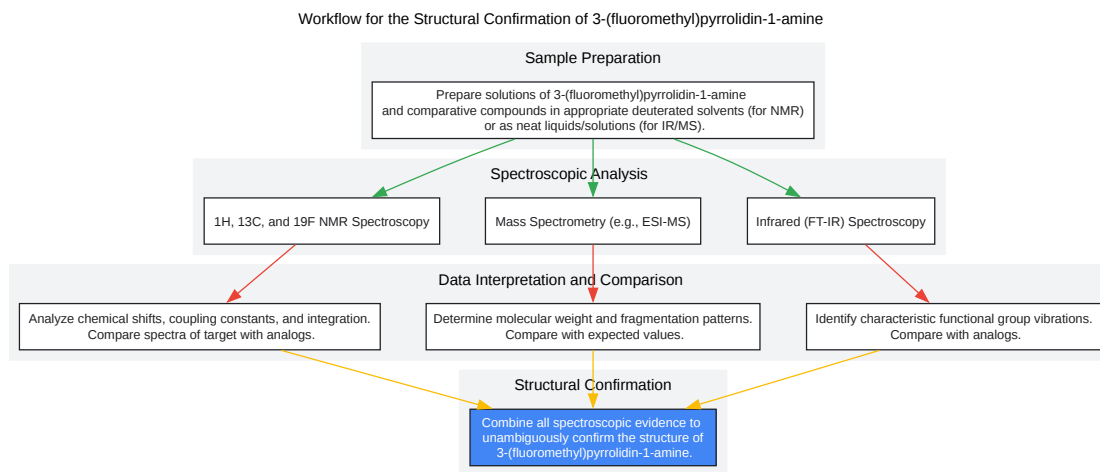 Workflow for the Structural Confirmation of 3-(fluoromethyl)pyrrolidin-1-amine
Sample Preparation
Prepare solutions of 3-(fluoromethyl)pyrrolidin-1-amine
and comparative compounds in appropriate deuterated solvents (for NMR)
or as neat liquids/solutions (for IR/MS).
Spectroscopic Analysis
1H, 13C, and 19F NMR Spectroscopy
Mass Spectrometry (e.g., ESI-MS)
Infrared (FT-IR) Spectroscopy
Data Interpretation and Comparison
Analyze chemical shifts, coupling constants, and integration.
Compare spectra of target with analogs.
Determine molecular weight and fragmentation patterns.
Compare with expected values.
Identify characteristic functional group vibrations.
Compare with analogs.
Structural Confirmation
Combine all spectroscopic evidence to
unambiguously confirm the structure of
3-(fluoromethyl)pyrrolidin-1-amine.